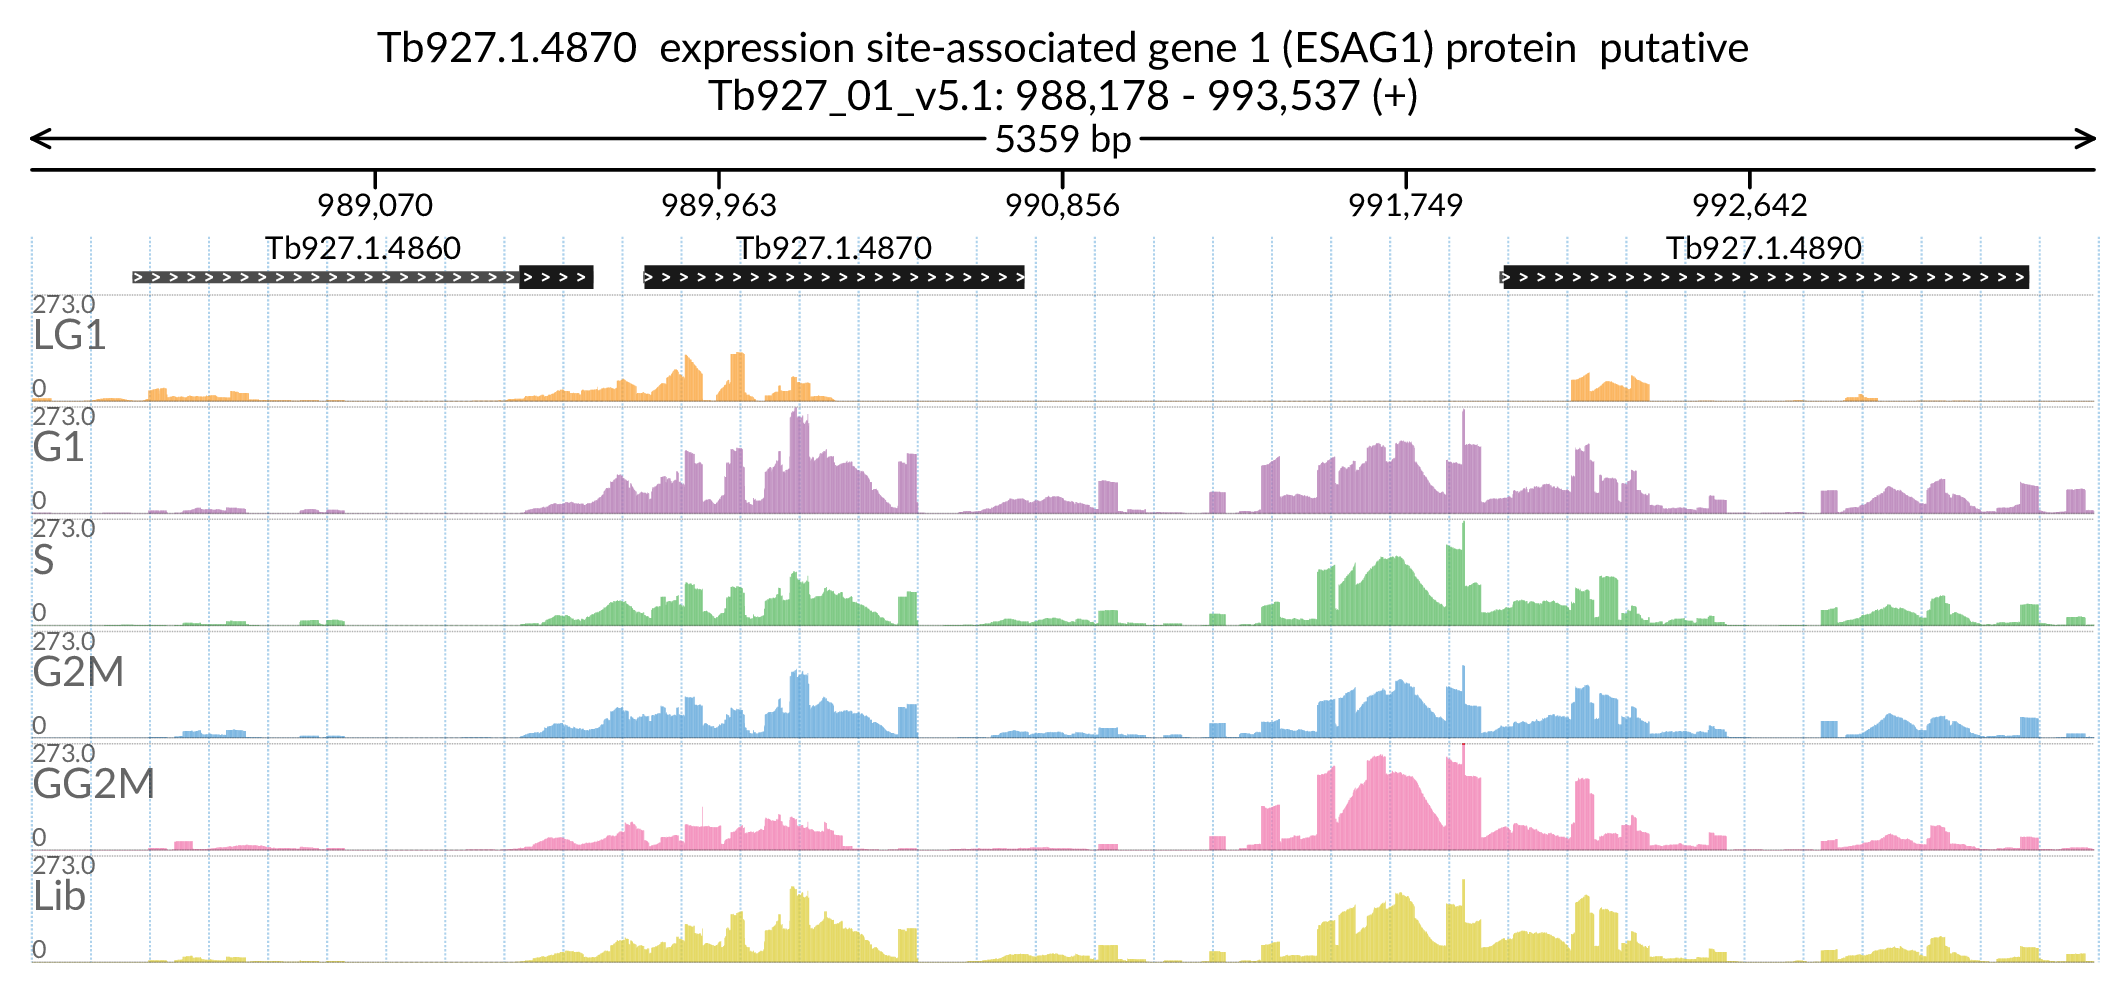 Tb927.1.4870  expression site-associated gene 1 (ESAG1) protein  putative
Tb927_01_v5.1: 988,178 - 993,537 (+)
5359 bp
989,070 989,963 990,856 991,749 992,642
Tb927.1.4860 Tb927.1.4870 Tb927.1.4890
273.0
LG1
0
273.0
G1
0
273.0
S
0
273.0
G2M
0
273.0
GG2M
0
273.0
Lib
0